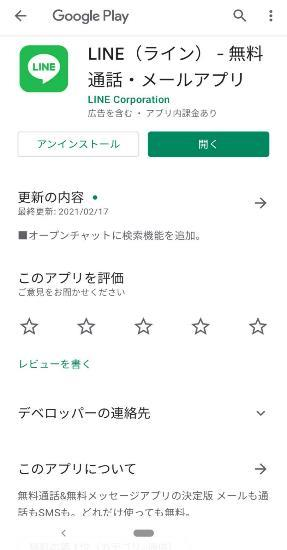 Google Play
LINE（ライン） - 無料
通話・メールアプリ
LINE
LINE Corporation
広告を含む・アプリ内課金あり
アンインストール
開く
更新の内容
最終更新: 2021/02/17
■オープンチャットに検索機能を追加。
このアプリを評価
ご意見をお聞かせください
レビューを書く
デベロッパーの連絡先
このアプリについて
無料通話&無料メッセージアプリの決定版 メールも通
話もSMSも。どれだけ使っても無料。